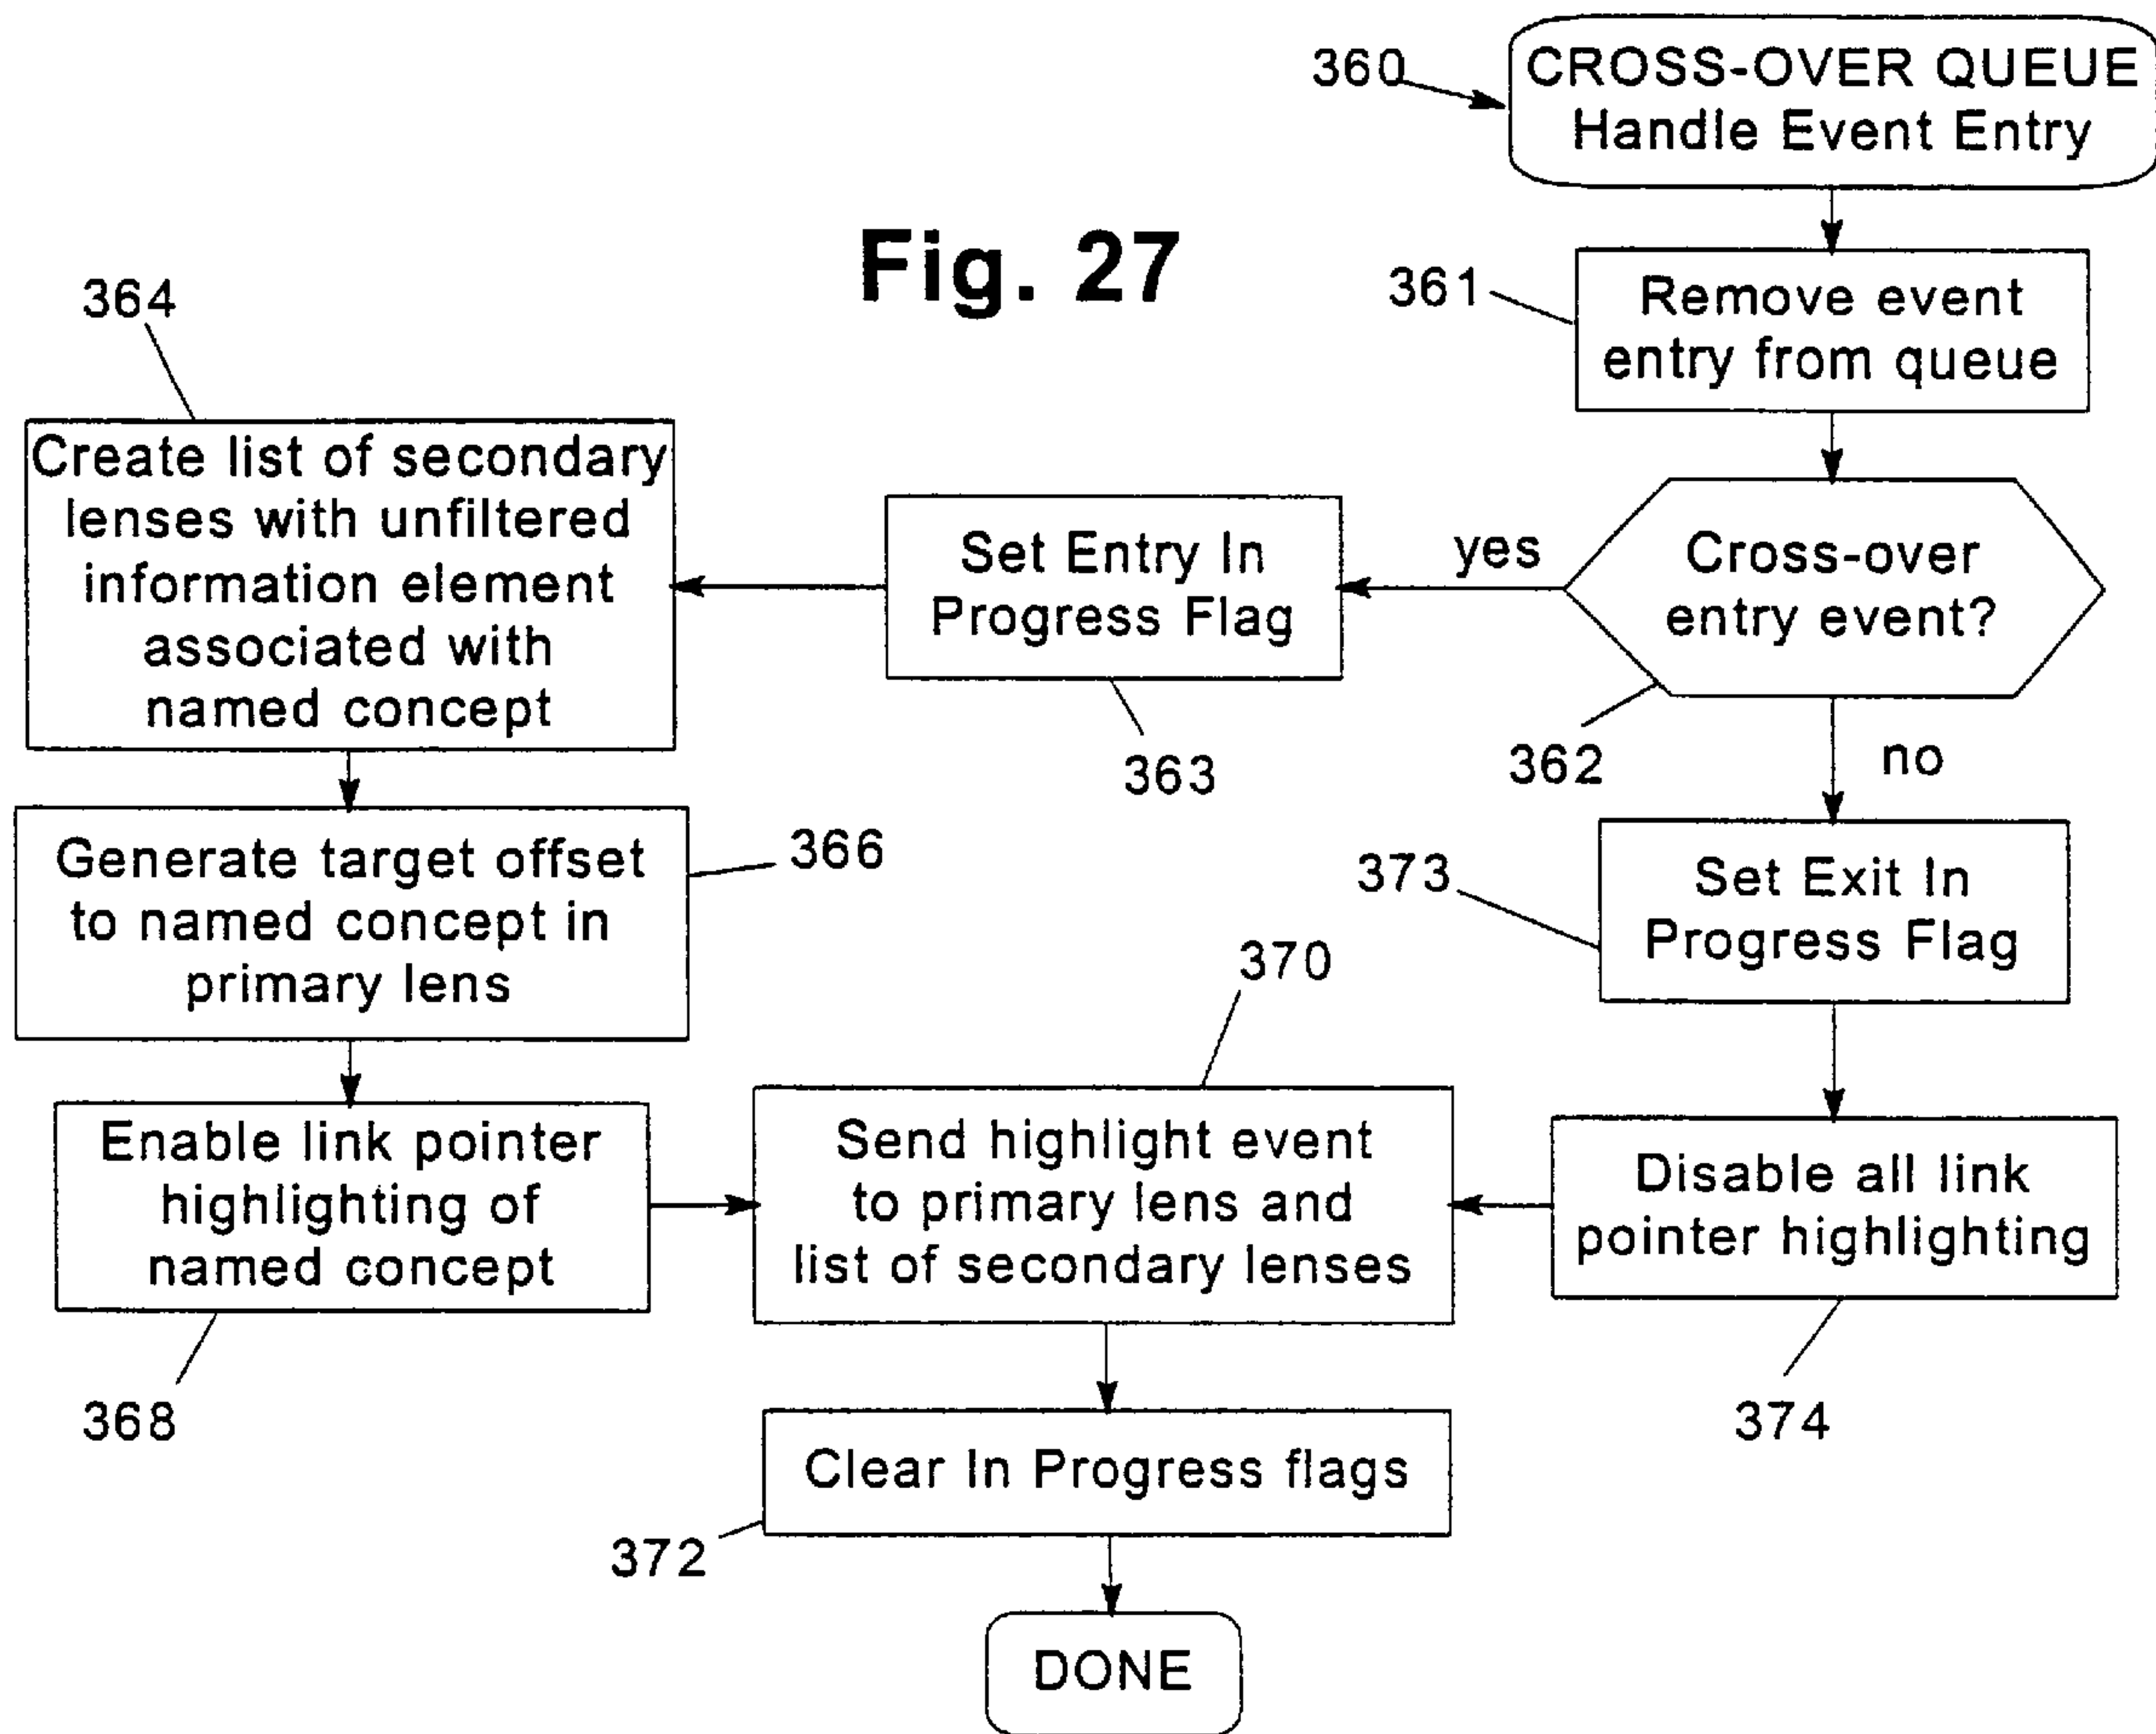 360
CROSS-OVER QUEUE
Handle Event Entry
Fig. 27
361
Remove event
entry from queue
362
Cross-over
entry event?
yes
no
363
Set Entry In
Progress Flag
364
Create list of secondary
lenses with unfiltered
information element
associated with
named concept
366
Generate target offset
to named concept in
primary lens
368
Enable link pointer
highlighting of
named concept
370
Send highlight event
to primary lens and
list of secondary lenses
373
Set Exit In
Progress Flag
374
Disable all link
pointer highlighting
372
Clear In Progress flags
DONE